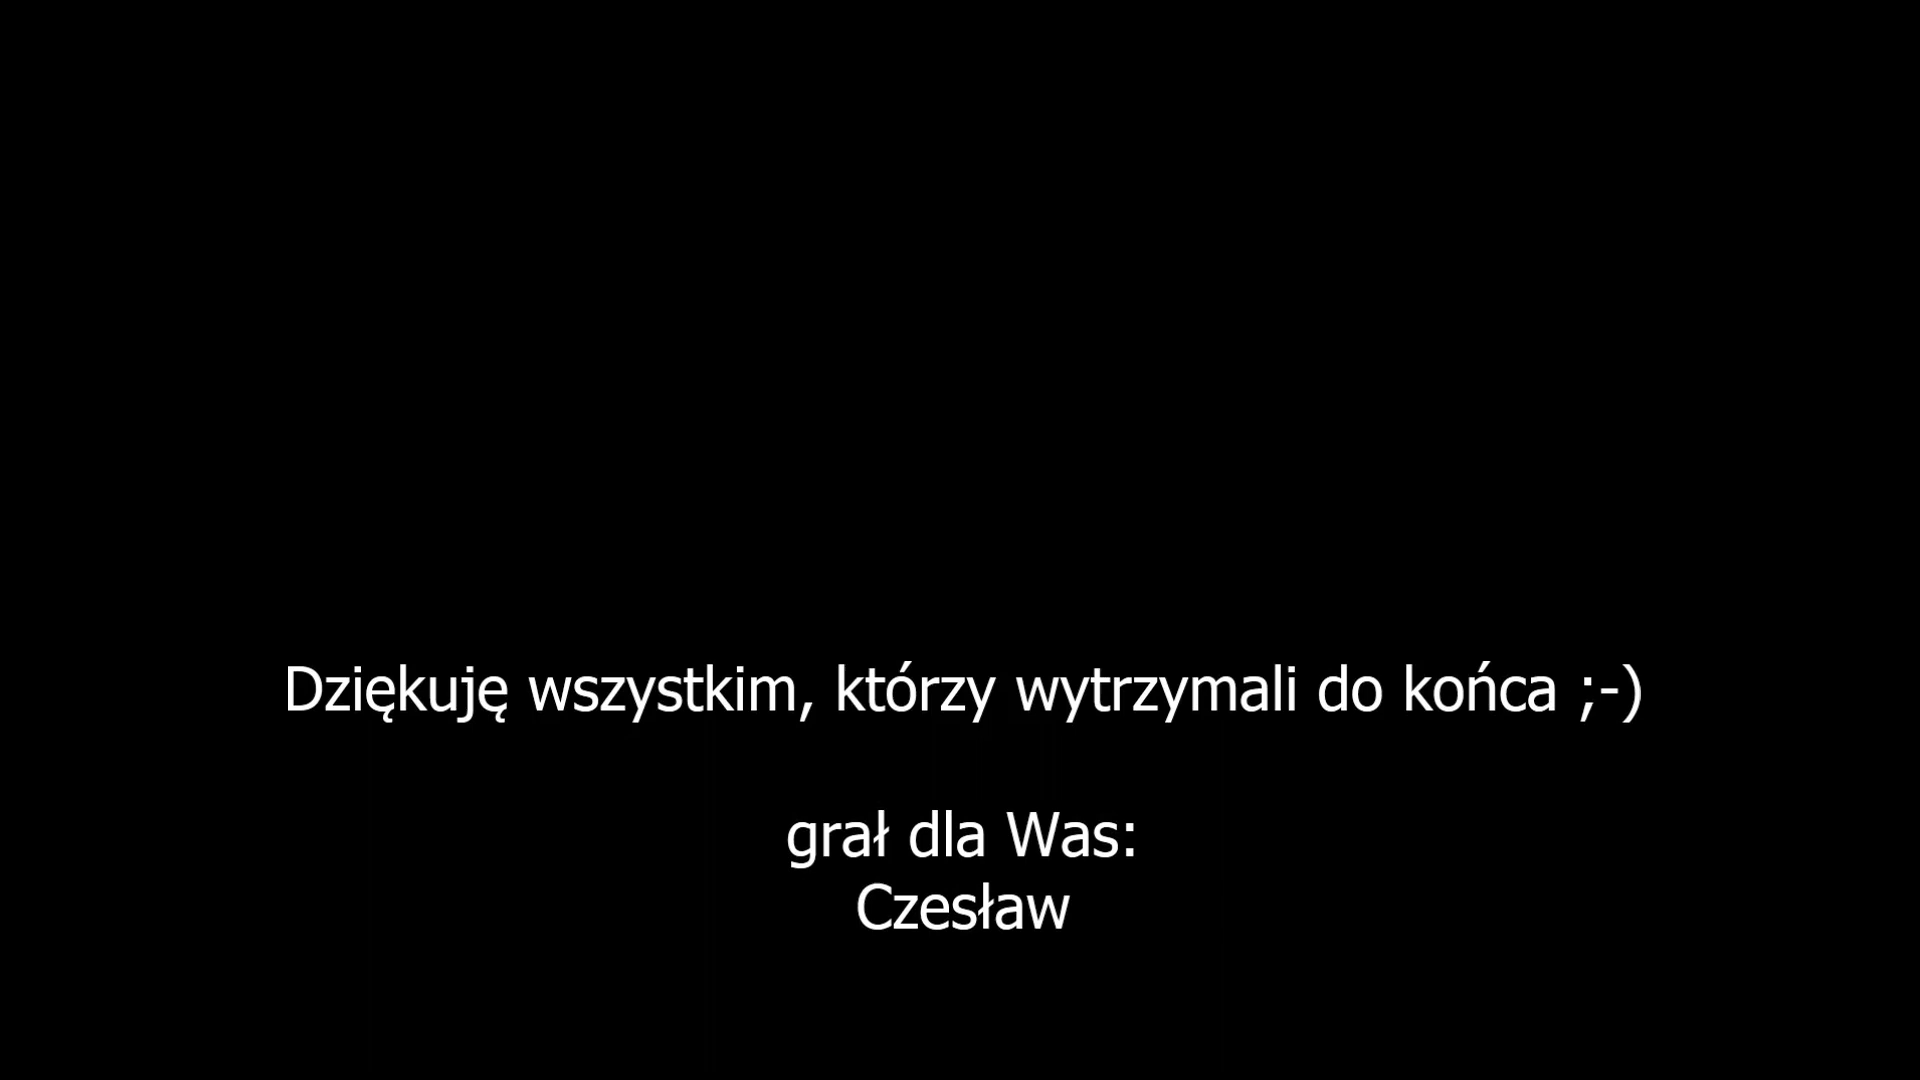 Dziękuję wszystkim, którzy wytrzymali do końca ;-)
grał dla Was:
Czesław